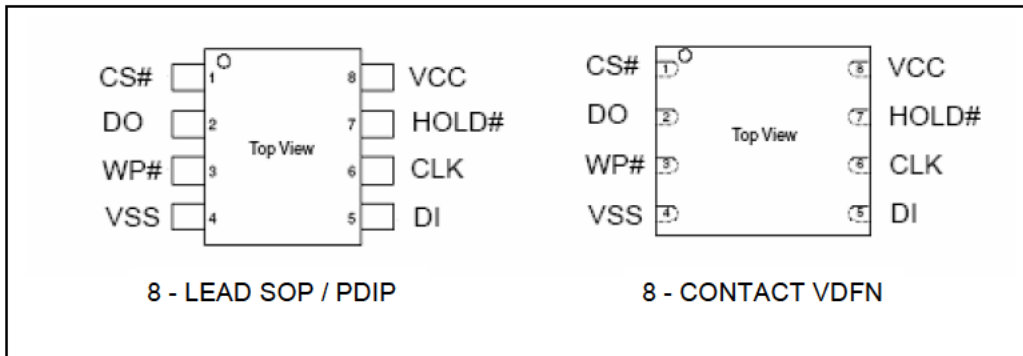 CS# 1 8 VCC
DO 2 7 HOLD#
Top View
WP# 3 6 CLK
VSS 4 5 DI
8 - LEAD SOP / PDIP
CS# 1 8 VCC
DO 2 7 HOLD#
Top View
WP# 3 6 CLK
VSS 4 5 DI
8 - CONTACT VDFN